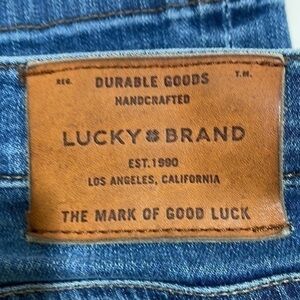 REG. DURABLE GOODS T.M.
HANDCRAFTED
LUCKY BRAND
EST. 1990
LOS ANGELES, CALIFORNIA
THE MARK OF GOOD LUCK